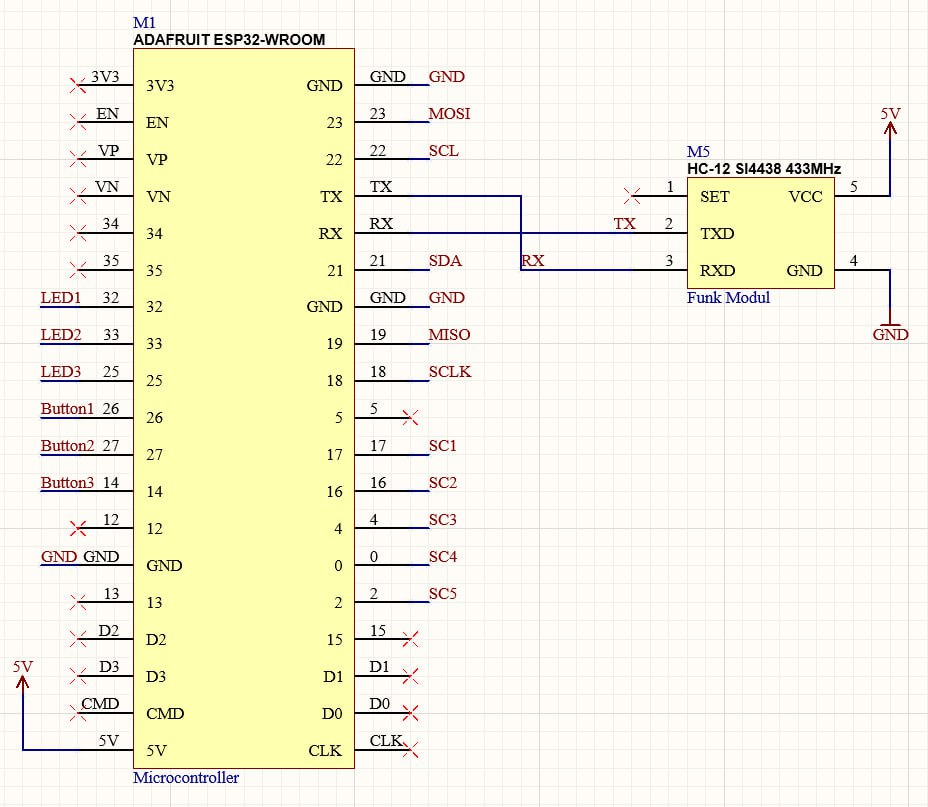 M1
ADAFRUIT ESP32-WROOM
3V3 3V3 GND GND GND
EN EN 23 23 MOSI
VP VP 22 22 SCL
VN VN TX TX
34 34 RX RX
35 35 21 21 SDA
LED1 32 32 GND GND GND
LED2 33 33 19 19 MISO
LED3 25 25 18 18 SCLK
Button1 26 26 5 5
Button2 27 27 17 17 SC1
Button3 14 14 16 16 SC2
12 12 4 4 SC3
GND GND GND 0 0 SC4
13 13 2 2 SC5
D2 D2 15 15
D3 D3 D1 D1
CMD CMD D0 D0
5V 5V 5V CLK CLK
Microcontroller
5V
M5
HC-12 SI4438 433MHz
1 SET VCC 5
TX 2 TXD
RX 3 RXD GND 4
Funk Modul
GND